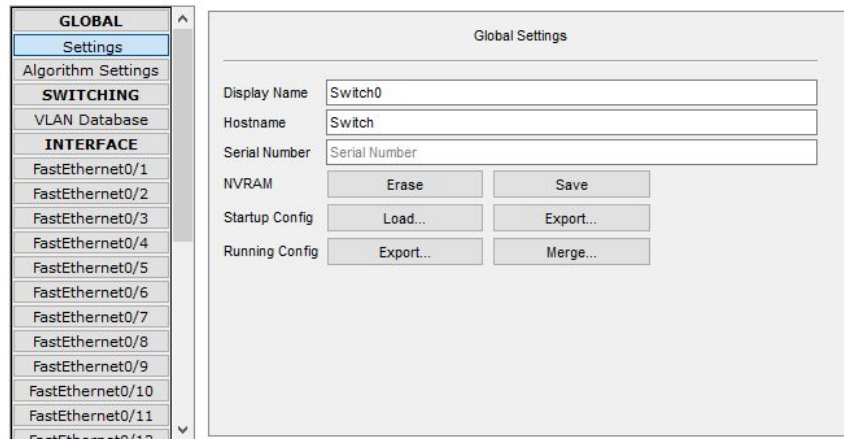 GLOBAL
Settings
Algorithm Settings
SWITCHING
VLAN Database
INTERFACE
FastEthernet0/1
FastEthernet0/2
FastEthernet0/3
FastEthernet0/4
FastEthernet0/5
FastEthernet0/6
FastEthernet0/7
FastEthernet0/8
FastEthernet0/9
FastEthernet0/10
FastEthernet0/11
FastEthernet0/12
Global Settings
Display Name Switch0
Hostname Switch
Serial Number Serial Number
NVRAM Erase Save
Startup Config Load... Export...
Running Config Export... Merge...